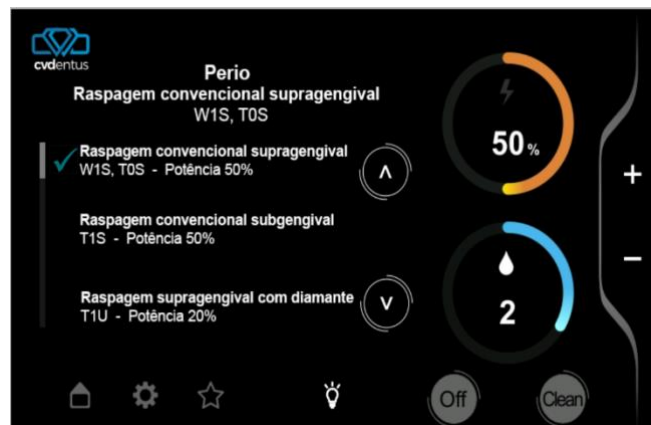 cvdentus
Perio
Raspagem convencional supragengival
W1S, T0S
Raspagem convencional supragengival
W1S, T0S - Potência 50%
Raspagem convencional subgengival
T1S - Potência 50%
Raspagem supragengival com diamante
T1U - Potência 20%
50%
2
+
−
Off
Clean